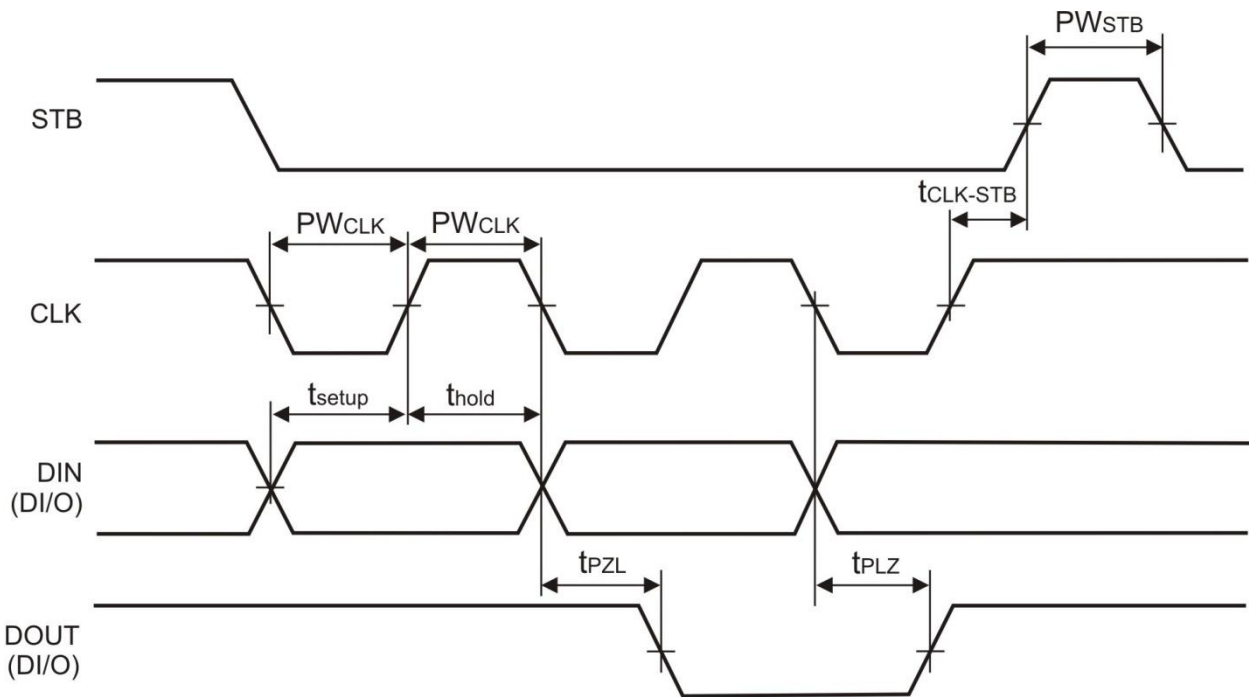 PWSTB
STB
tCLK-STB
PWCLK PWCLK
CLK
tsetup thold
DIN
(DI/O)
tPZL tPLZ
DOUT
(DI/O)